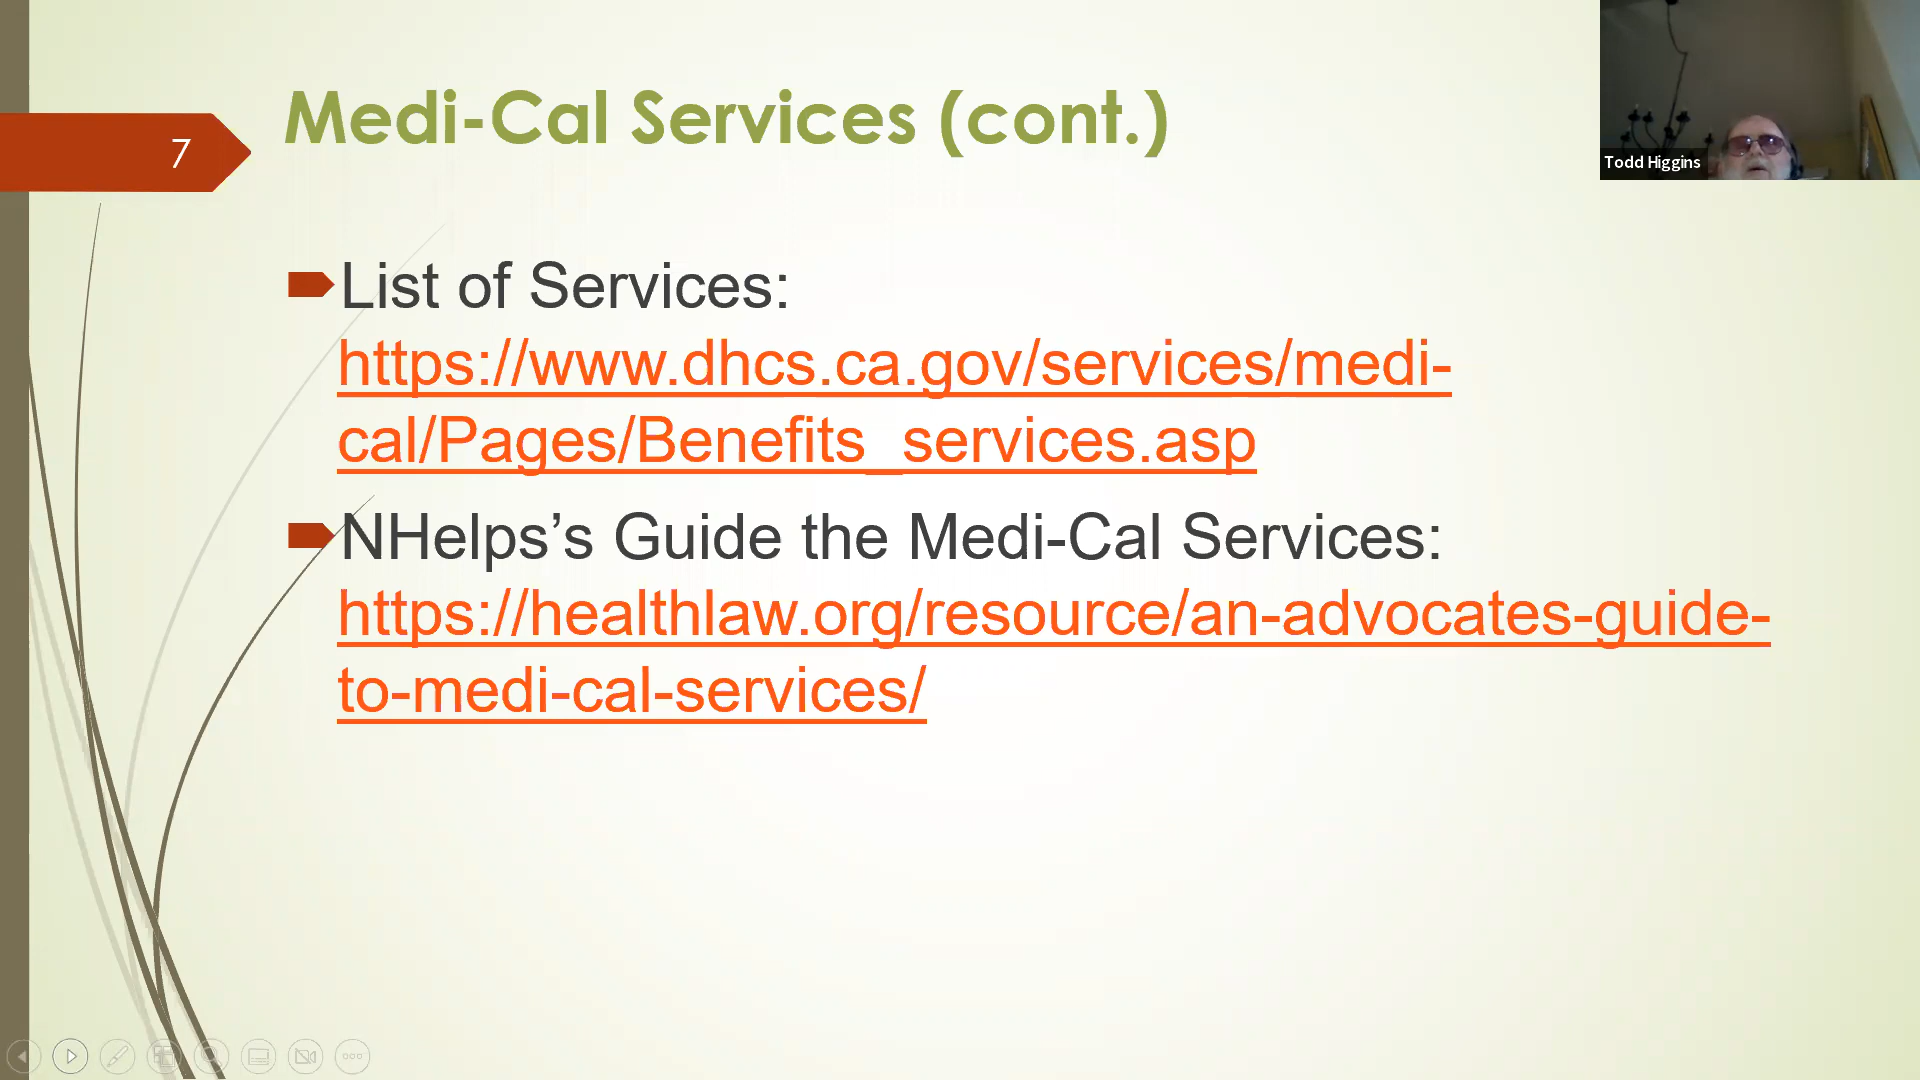 Medi-Cal Services (cont.)
7
Todd Higgins
List of Services:
https://www.dhcs.ca.gov/services/medi-
cal/Pages/Benefits_services.asp
NHelps’s Guide the Medi-Cal Services:
https://healthlaw.org/resource/an-advocates-guide-
to-medi-cal-services/